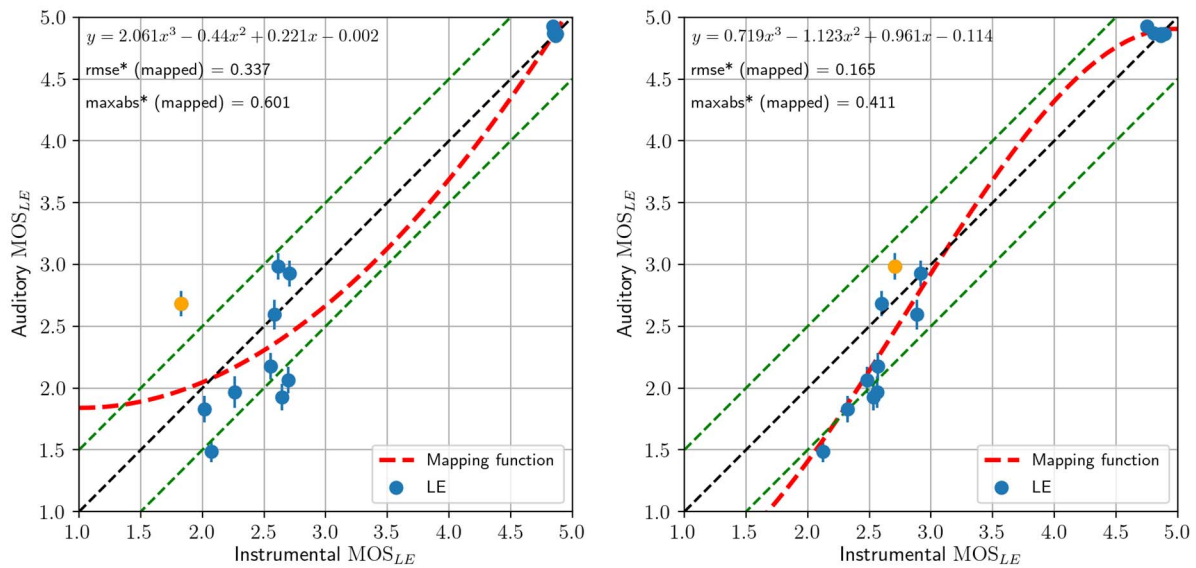 y = 2.061x³ − 0.44x² + 0.221x − 0.002
rmse* (mapped) = 0.337
maxabs* (mapped) = 0.601
5.0
4.5
4.0
3.5
3.0
2.5
2.0
1.5
1.0
Auditory MOS_LE
Mapping function
LE
1.0 1.5 2.0 2.5 3.0 3.5 4.0 4.5 5.0
Instrumental MOS_LE
y = 0.719x³ − 1.123x² + 0.961x − 0.114
rmse* (mapped) = 0.165
maxabs* (mapped) = 0.411
5.0
4.5
4.0
3.5
3.0
2.5
2.0
1.5
1.0
Auditory MOS_LE
Mapping function
LE
1.0 1.5 2.0 2.5 3.0 3.5 4.0 4.5 5.0
Instrumental MOS_LE